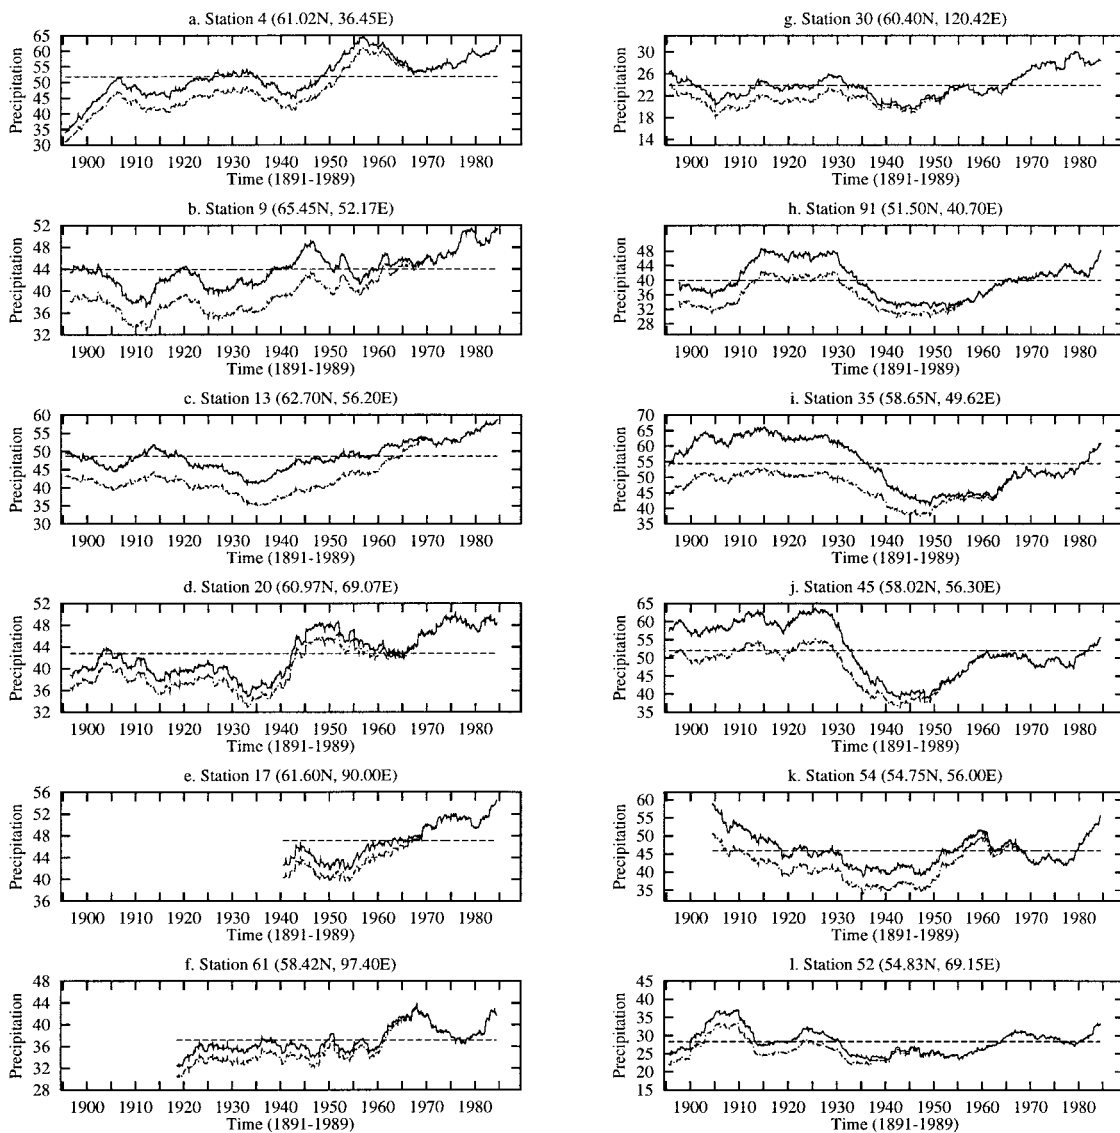 a. Station 4 (61.02N, 36.45E)
Precipitation
65
60
55
50
45
40
35
30
1900 1910 1920 1930 1940 1950 1960 1970 1980
Time (1891-1989)
b. Station 9 (65.45N, 52.17E)
Precipitation
52
48
44
40
36
32
1900 1910 1920 1930 1940 1950 1960 1970 1980
Time (1891-1989)
c. Station 13 (62.70N, 56.20E)
Precipitation
60
55
50
45
40
35
30
1900 1910 1920 1930 1940 1950 1960 1970 1980
Time (1891-1989)
d. Station 20 (60.97N, 69.07E)
Precipitation
52
48
44
40
36
32
1900 1910 1920 1930 1940 1950 1960 1970 1980
Time (1891-1989)
e. Station 17 (61.60N, 90.00E)
Precipitation
56
52
48
44
40
36
1900 1910 1920 1930 1940 1950 1960 1970 1980
Time (1891-1989)
f. Station 61 (58.42N, 97.40E)
Precipitation
48
44
40
36
32
28
1900 1910 1920 1930 1940 1950 1960 1970 1980
Time (1891-1989)
g. Station 30 (60.40N, 120.42E)
Precipitation
30
26
22
18
14
1900 1910 1920 1930 1940 1950 1960 1970 1980
Time (1891-1989)
h. Station 91 (51.50N, 40.70E)
Precipitation
48
44
40
36
32
28
1900 1910 1920 1930 1940 1950 1960 1970 1980
Time (1891-1989)
i. Station 35 (58.65N, 49.62E)
Precipitation
70
65
60
55
50
45
40
35
1900 1910 1920 1930 1940 1950 1960 1970 1980
Time (1891-1989)
j. Station 45 (58.02N, 56.30E)
Precipitation
65
60
55
50
45
40
35
1900 1910 1920 1930 1940 1950 1960 1970 1980
Time (1891-1989)
k. Station 54 (54.75N, 56.00E)
Precipitation
60
55
50
45
40
35
1900 1910 1920 1930 1940 1950 1960 1970 1980
Time (1891-1989)
l. Station 52 (54.83N, 69.15E)
Precipitation
45
40
35
30
25
20
15
1900 1910 1920 1930 1940 1950 1960 1970 1980
Time (1891-1989)